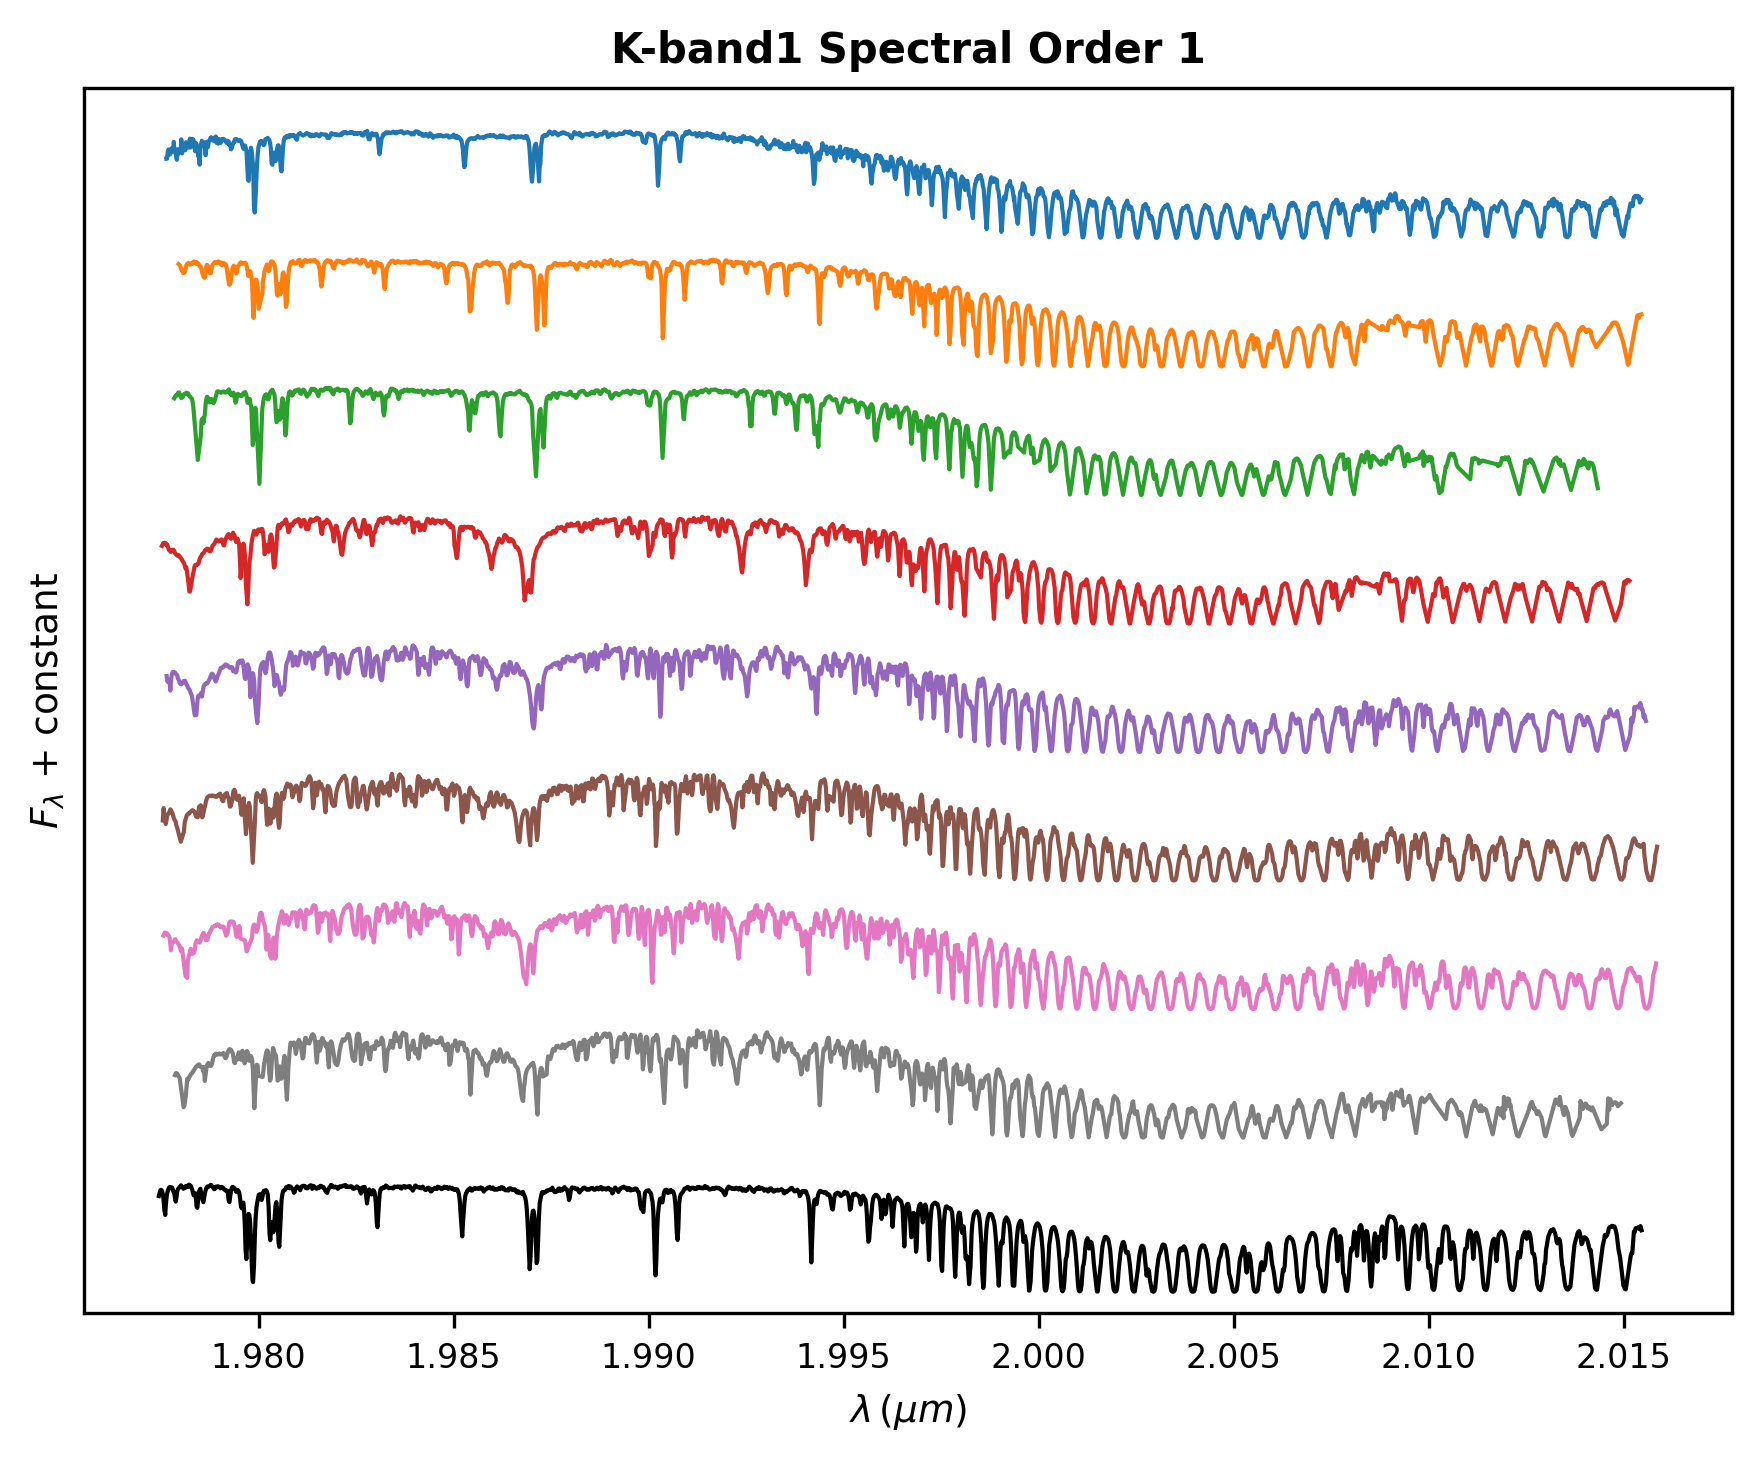 K-band1 Spectral Order 1
F_λ + constant
1.980 1.985 1.990 1.995 2.000 2.005 2.010 2.015
λ (μm)